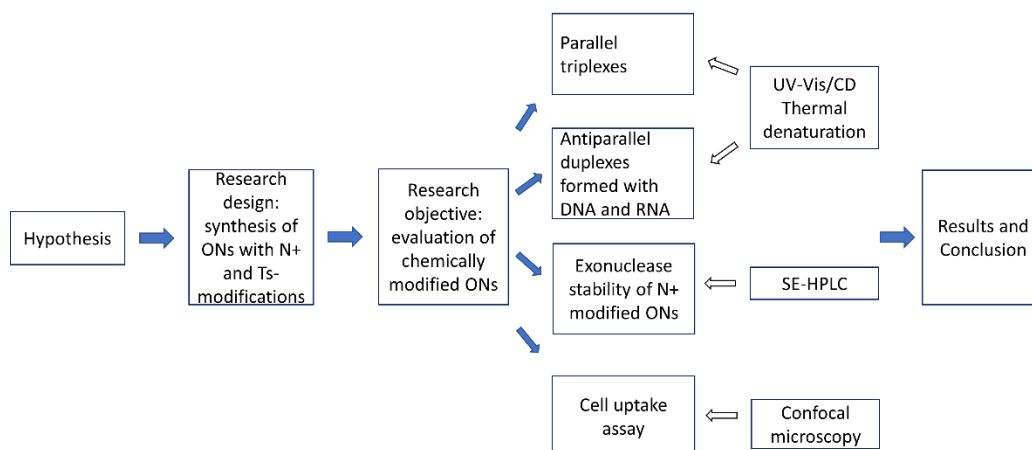 Hypothesis
Research
design:
synthesis of
ONs with N+
and Ts-
modifications
Research
objective:
evaluation of
chemically
modified ONs
Parallel
triplexes
Antiparallel
duplexes
formed with
DNA and RNA
Exonuclease
stability of N+
modified ONs
Cell uptake
assay
UV-Vis/CD
Thermal
denaturation
SE-HPLC
Confocal
microscopy
Results and
Conclusion